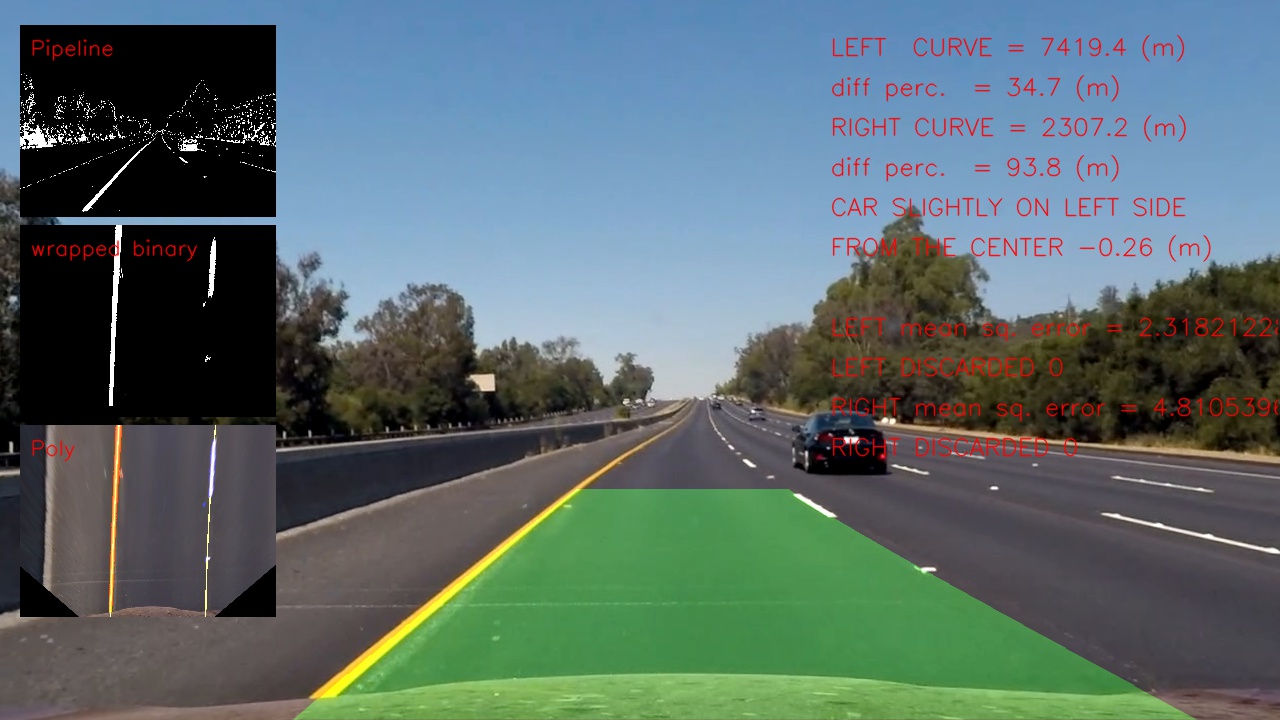 Pipeline
wrapped binary
Poly
LEFT CURVE = 7419.4 (m)
diff perc. = 34.7 (m)
RIGHT CURVE = 2307.2 (m)
diff perc. = 93.8 (m)
CAR SLIGHTLY ON LEFT SIDE
FROM THE CENTER -0.26 (m)
LEFT mean sq. error = 2.3182122
LEFT DISCARDED 0
RIGHT mean sq. error = 4.810539
RIGHT DISCARDED 0